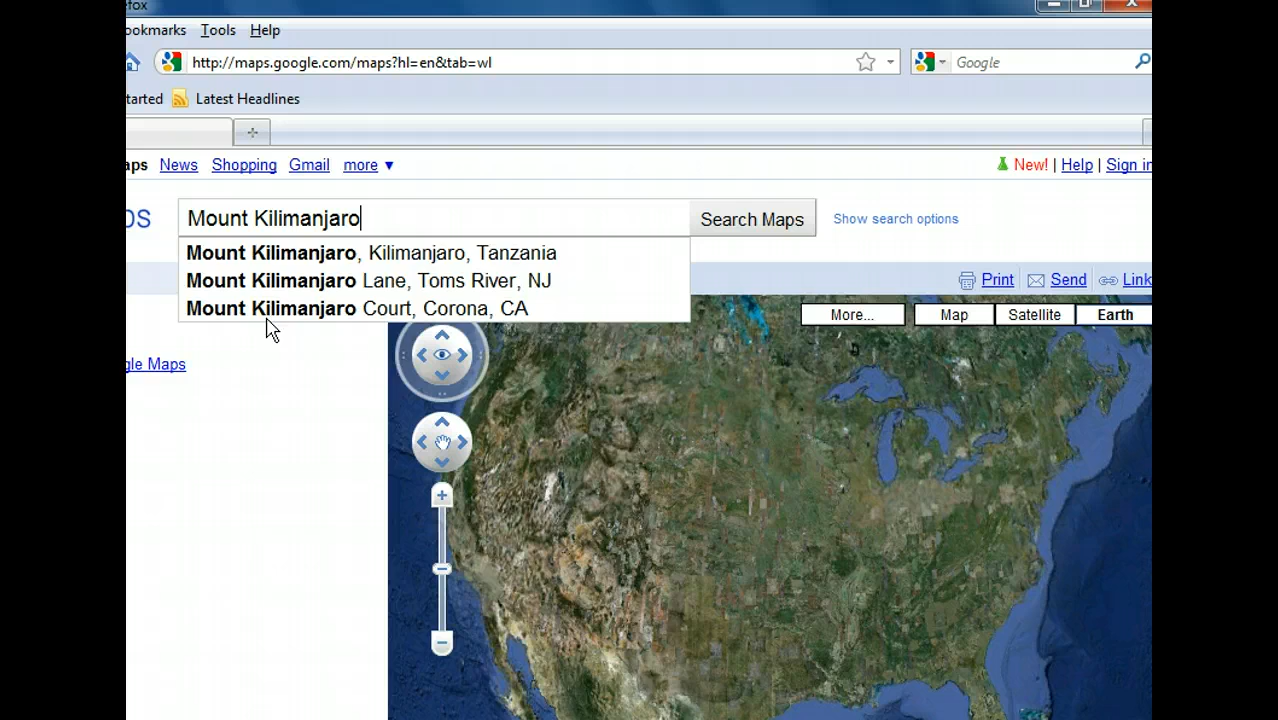 efox
ookmarks Tools Help
http://maps.google.com/maps?hl=en&tab=wl Google
tarted Latest Headlines
aps News Shopping Gmail more ▼ New! | Help | Sign in
ps Mount Kilimanjaro Search Maps Show search options
Mount Kilimanjaro, Kilimanjaro, Tanzania
Mount Kilimanjaro Lane, Toms River, NJ
Mount Kilimanjaro Court, Corona, CA
Print Send Link
More... Map Satellite Earth
gle Maps